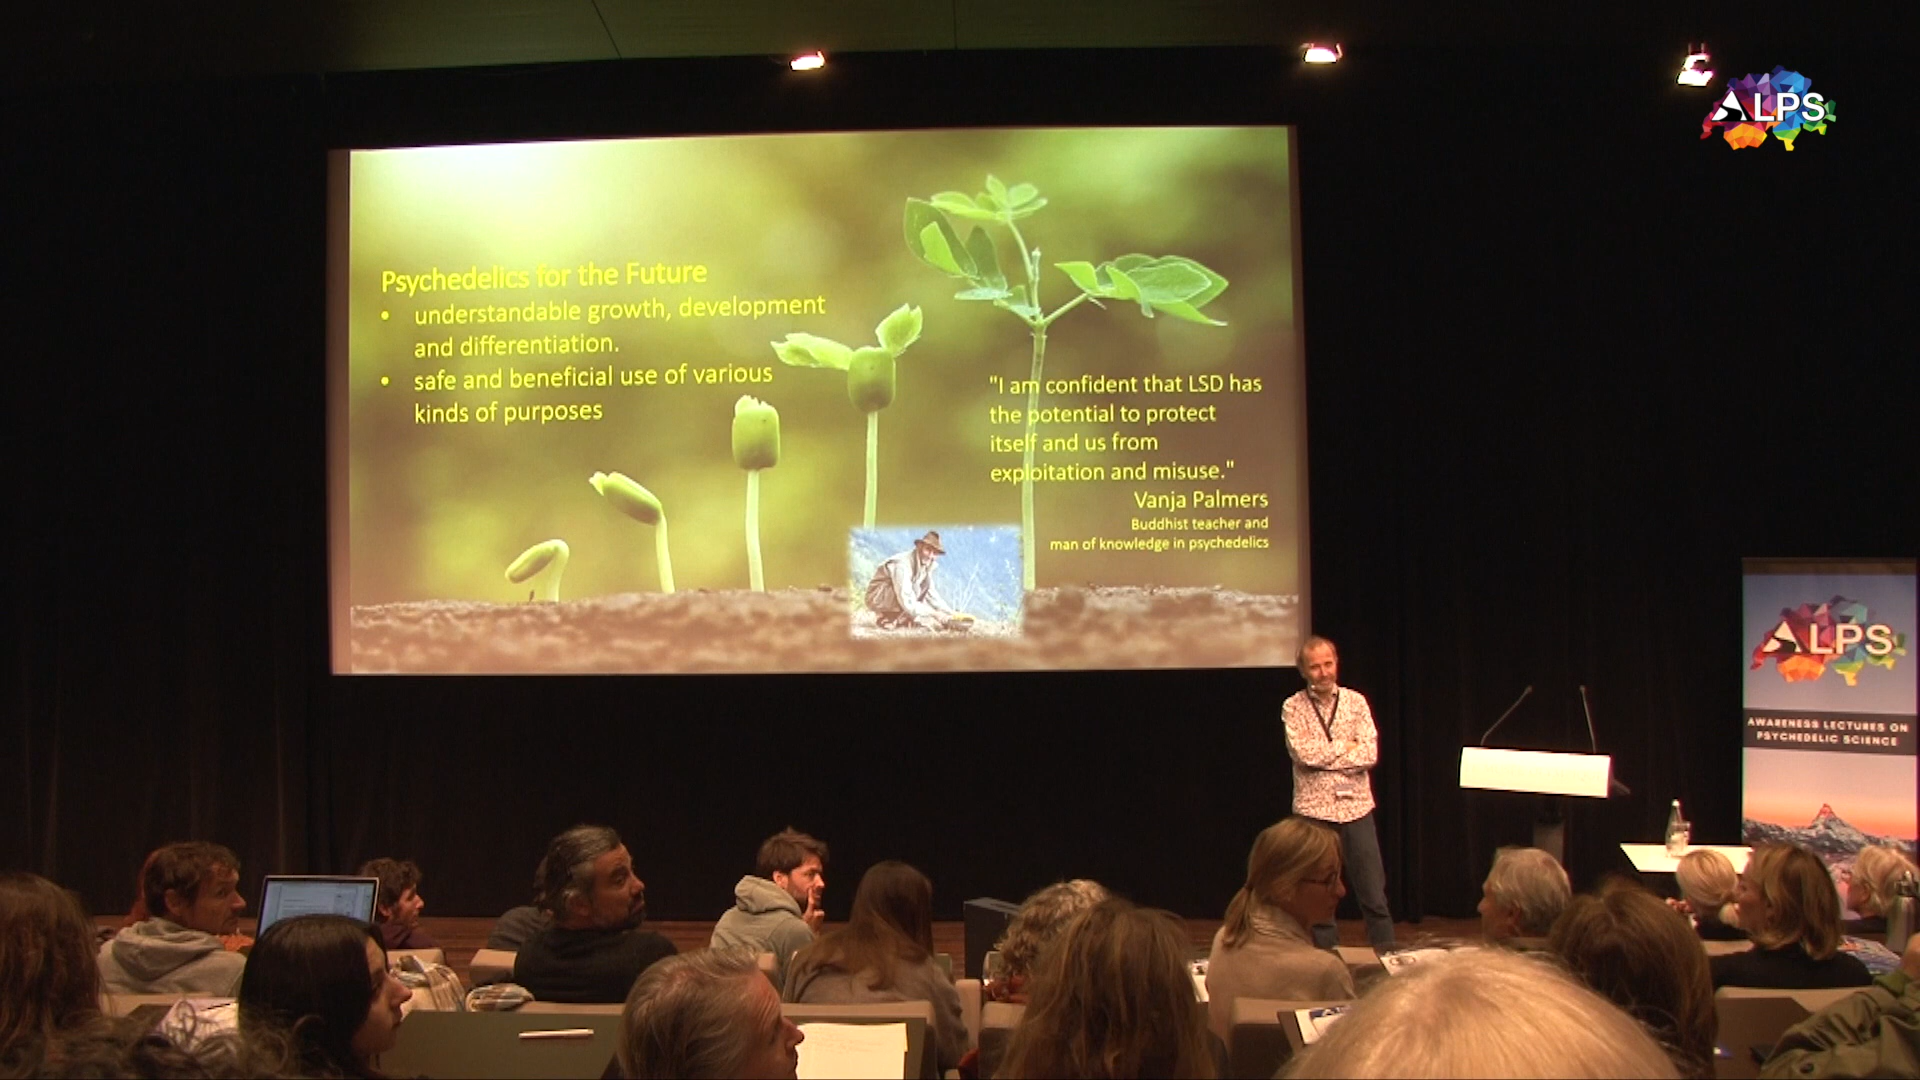 ALPS
Psychedelics for the Future
• understandable growth, development
and differentiation.
• safe and beneficial use of various
kinds of purposes
"I am confident that LSD has
the potential to protect
itself and us from
exploitation and misuse."
Vanja Palmers
Buddhist teacher and
man of knowledge in psychedelics
ALPS
AWARENESS LECTURES ON
PSYCHEDELIC SCIENCE